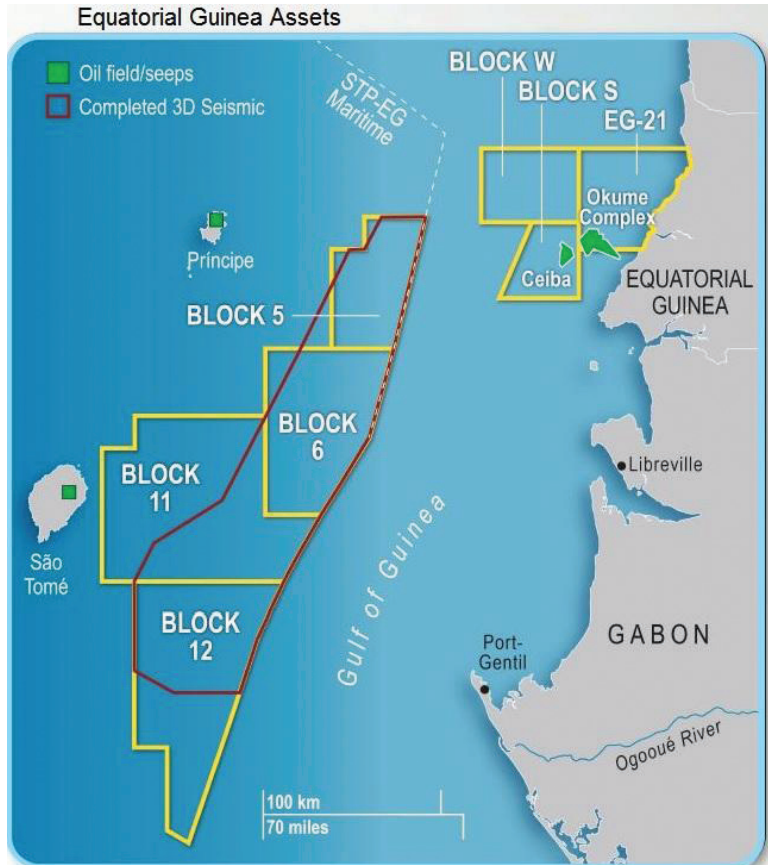 Equatorial Guinea Assets
Oil field/seeps
Completed 3D Seismic
STP-EG
Maritime
BLOCK W
BLOCK S
EG-21
Okume
Complex
Ceiba
EQUATORIAL
GUINEA
Príncipe
BLOCK 5
BLOCK
6
BLOCK
11
Libreville
São
Tomé
BLOCK
12
Gulf of Guinea
GABON
Port-
Gentil
Ogooué River
100 km
70 miles